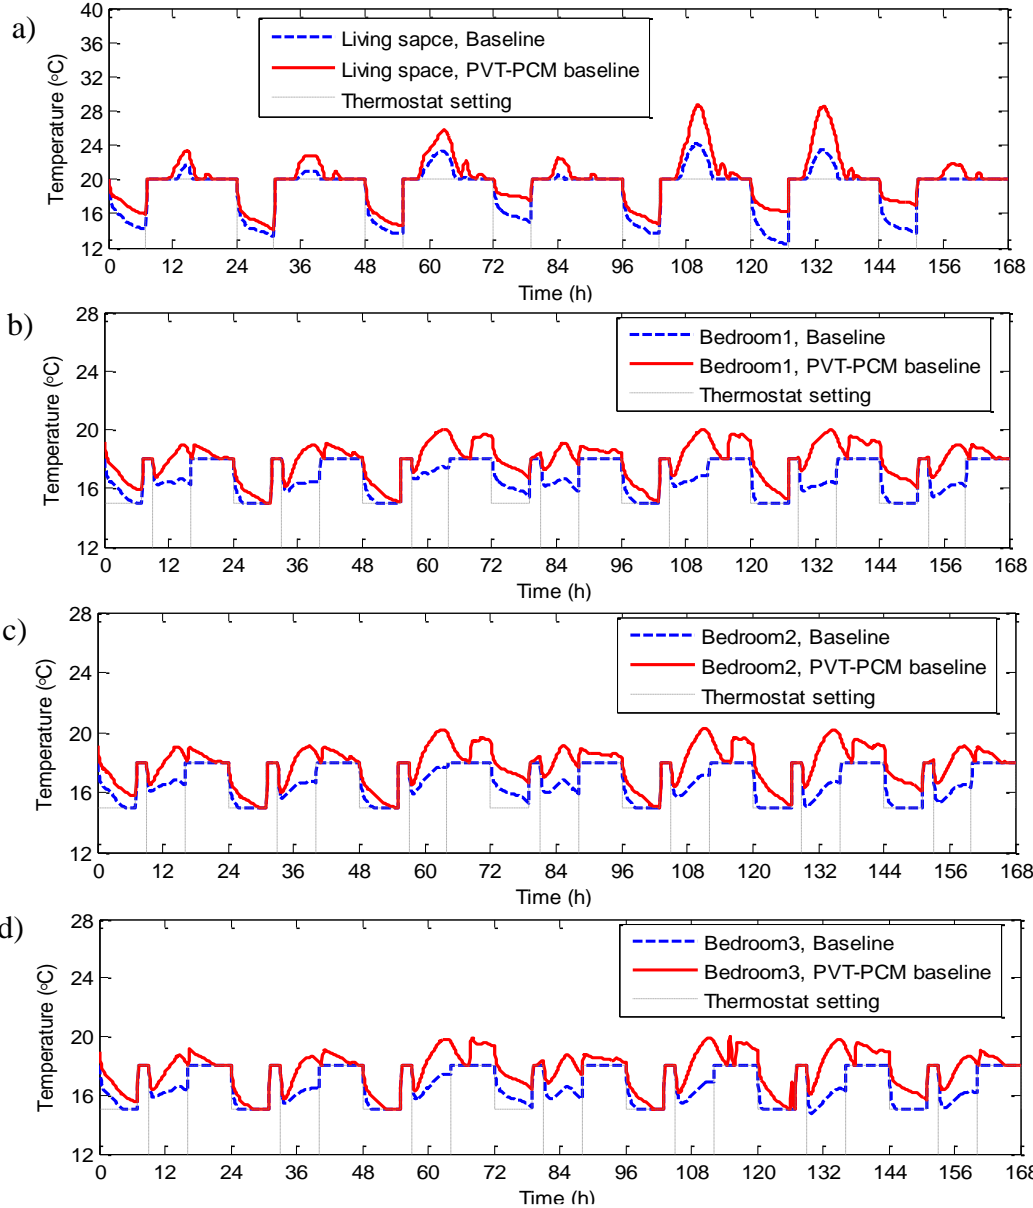 a)
40
36
32
28
24
20
16
12
Temperature (°C)
Living sapce, Baseline
Living space, PVT-PCM baseline
Thermostat setting
0 12 24 36 48 60 72 84 96 108 120 132 144 156 168
Time (h)
b)
28
24
20
16
12
Temperature (°C)
Bedroom1, Baseline
Bedroom1, PVT-PCM baseline
Thermostat setting
0 12 24 36 48 60 72 84 96 108 120 132 144 156 168
Time (h)
c)
28
24
20
16
12
Temperature (°C)
Bedroom2, Baseline
Bedroom2, PVT-PCM baseline
Thermostat setting
0 12 24 36 48 60 72 84 96 108 120 132 144 156 168
Time (h)
d)
28
24
20
16
12
Temperature (°C)
Bedroom3, Baseline
Bedroom3, PVT-PCM baseline
Thermostat setting
0 12 24 36 48 60 72 84 96 108 120 132 144 156 168
Time (h)